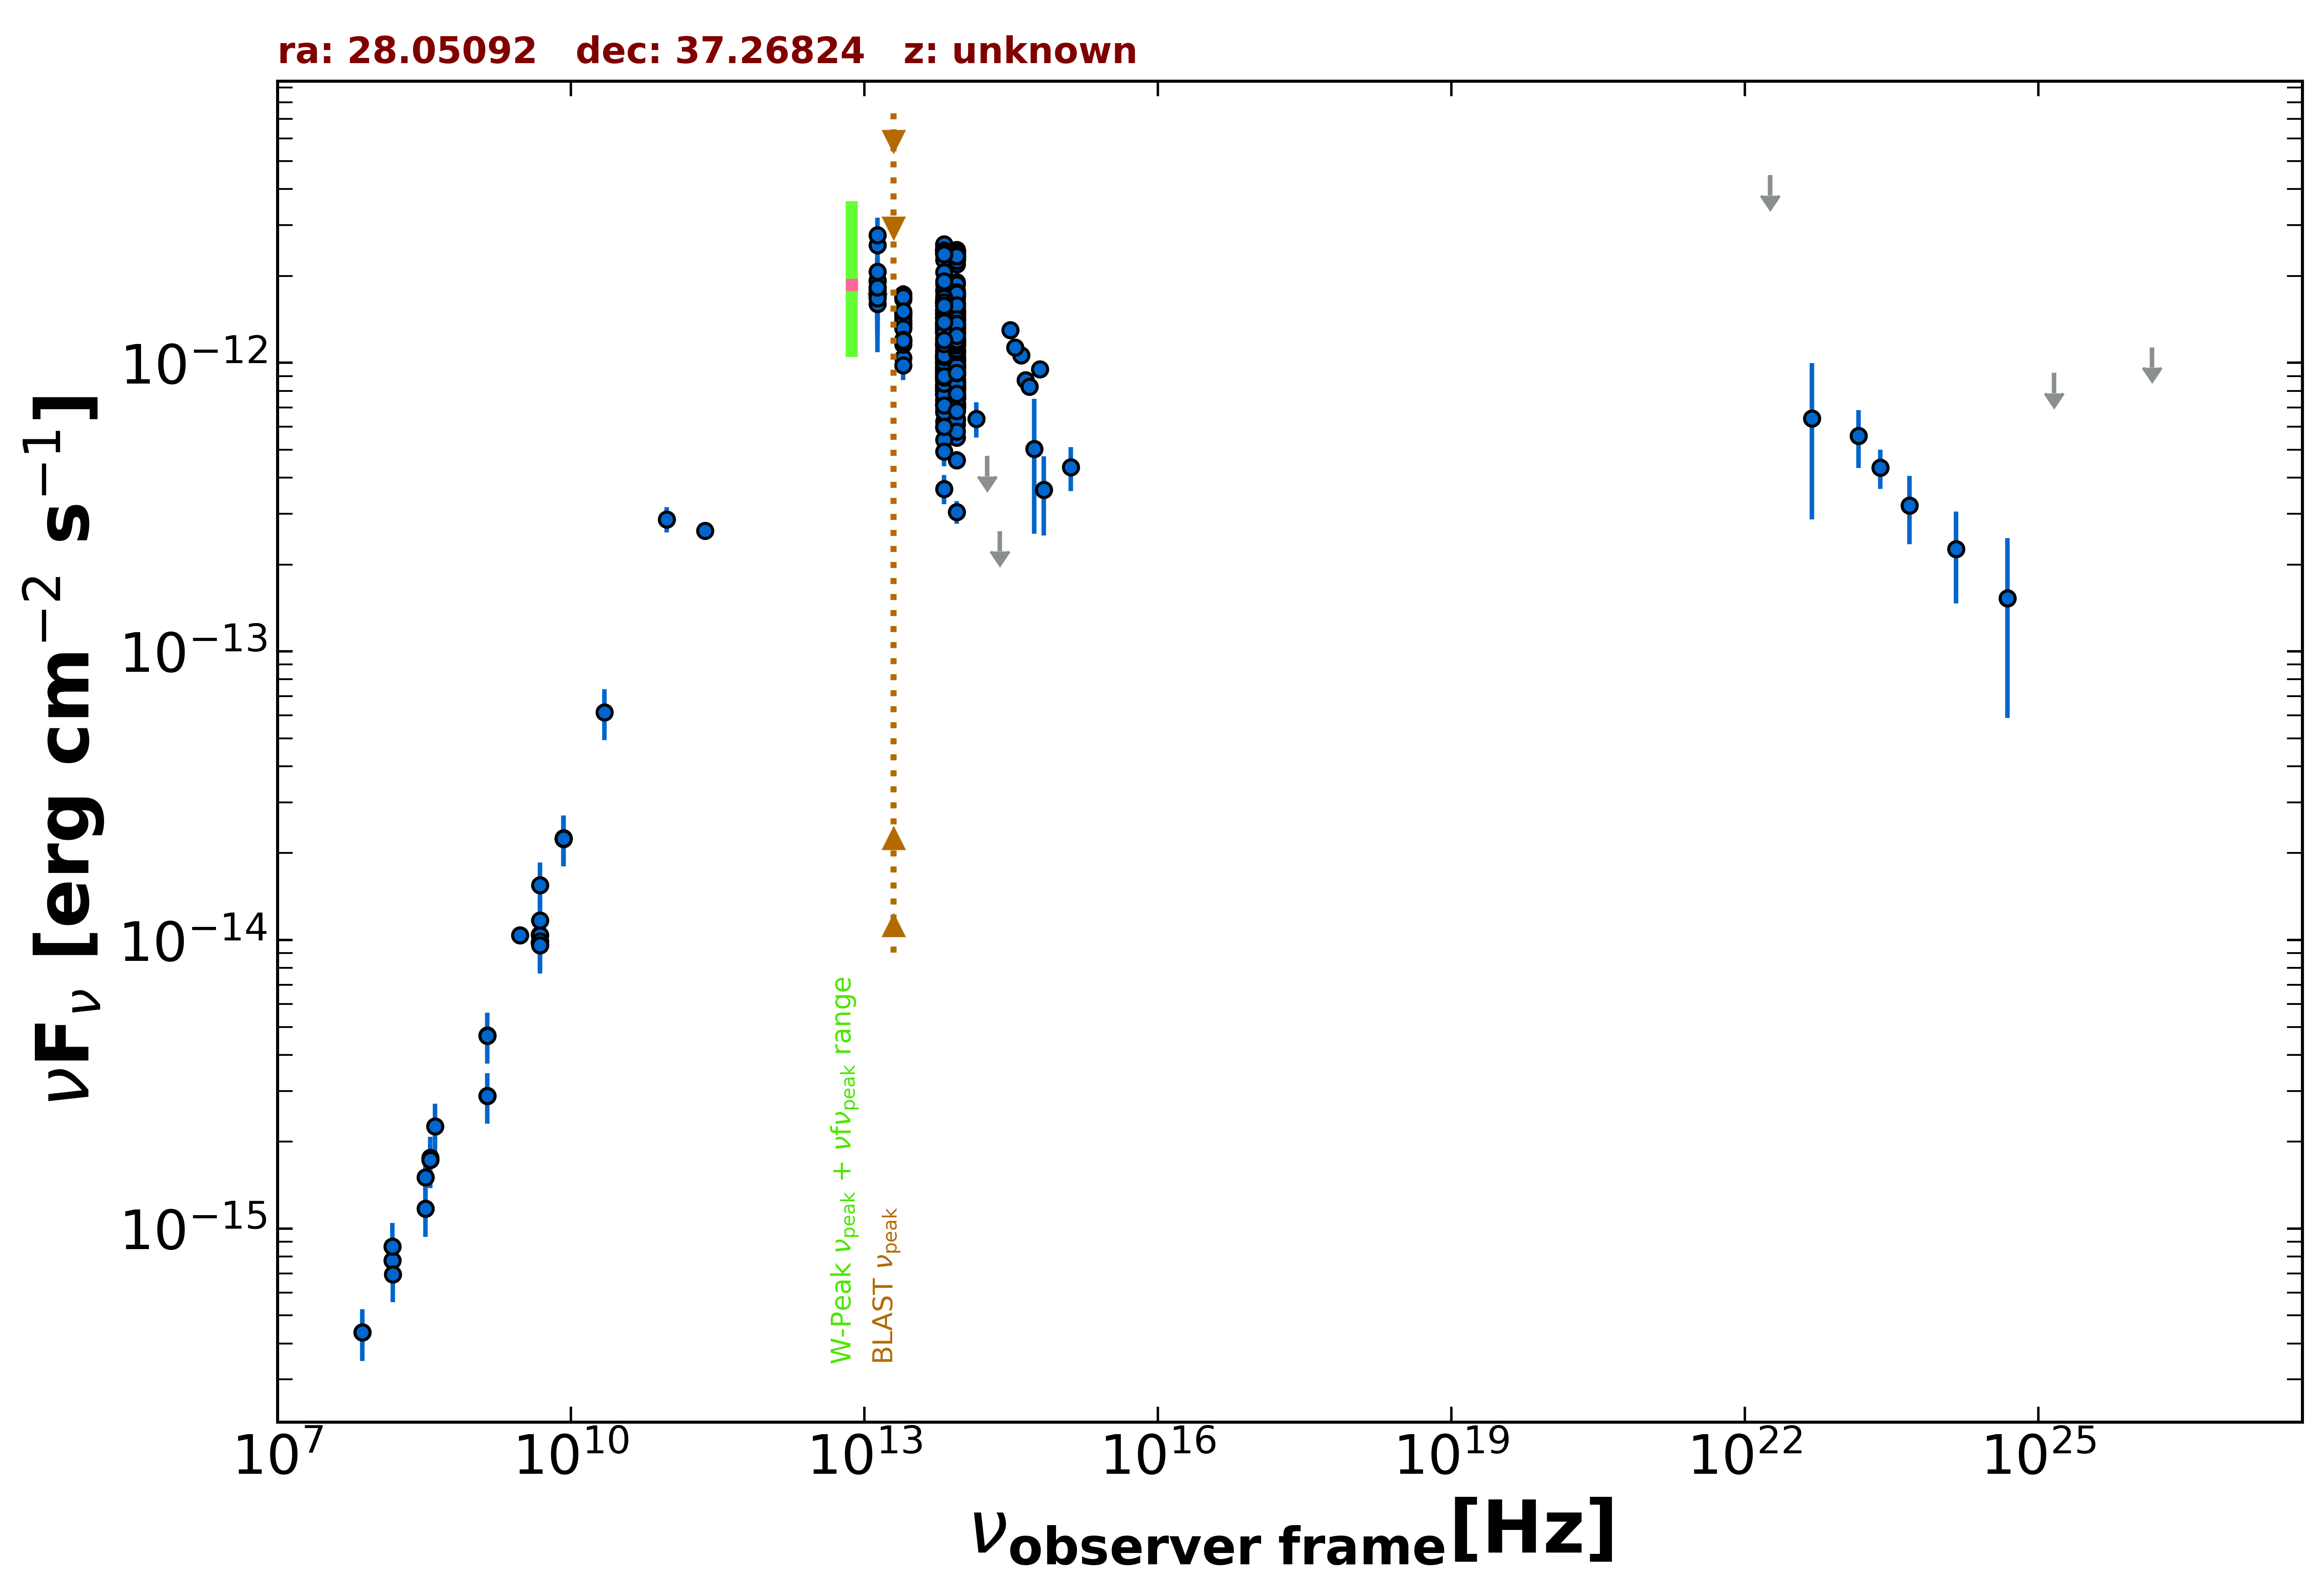 ra: 28.05092 dec: 37.26824 z: unknown
νFν [erg cm⁻² s⁻¹]
10⁻¹²
10⁻¹³
10⁻¹⁴
10⁻¹⁵
W-Peak νpeak + νfνpeak range
BLAST νpeak
10⁷ 10¹⁰ 10¹³ 10¹⁶ 10¹⁹ 10²² 10²⁵
νobserver frame[Hz]